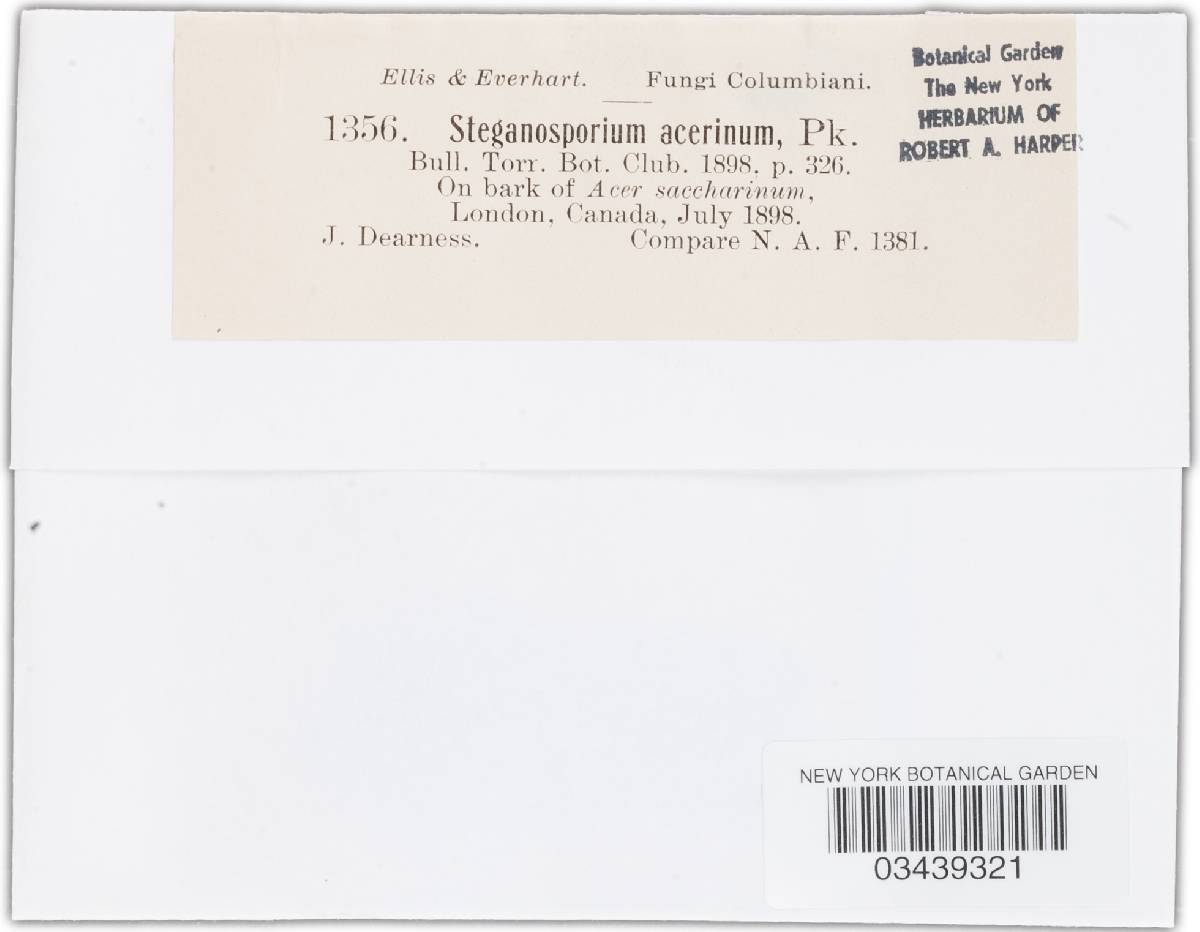 Ellis & Everhart. Fungi Columbiani.
1356. Steganosporium acerinum, Pk.
Bull. Torr. Bot. Club. 1898. p. 326.
On bark of Acer saccharinum,
London, Canada, July 1898.
J. Dearness. Compare N. A. F. 1381.
Botanical Garden
The New York
HERBARIUM OF
ROBERT A. HARPER
NEW YORK BOTANICAL GARDEN
03439321